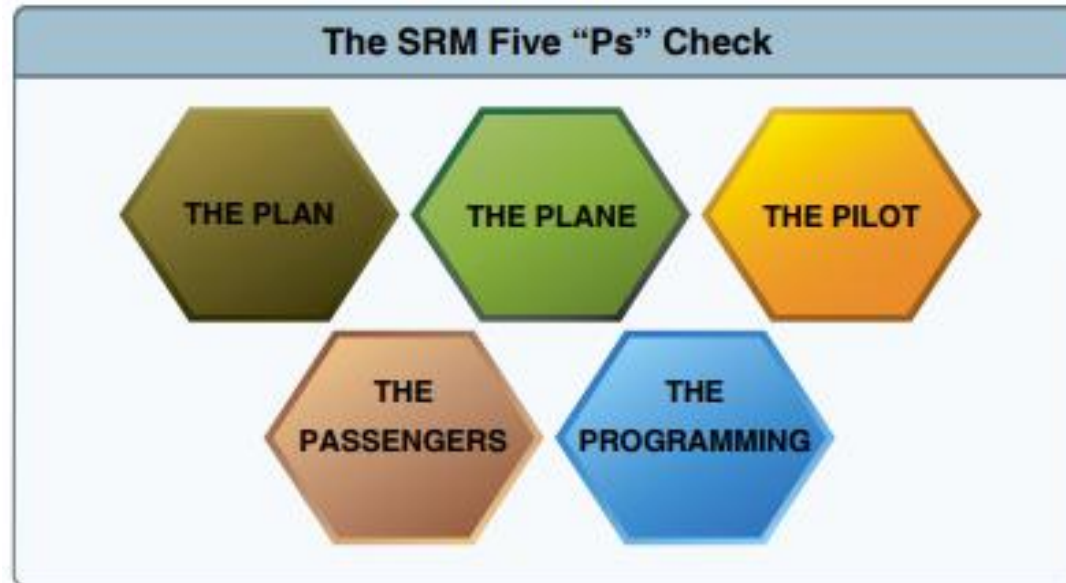 The SRM Five “Ps” Check
THE PLAN
THE PLANE
THE PILOT
THE
PASSENGERS
THE
PROGRAMMING